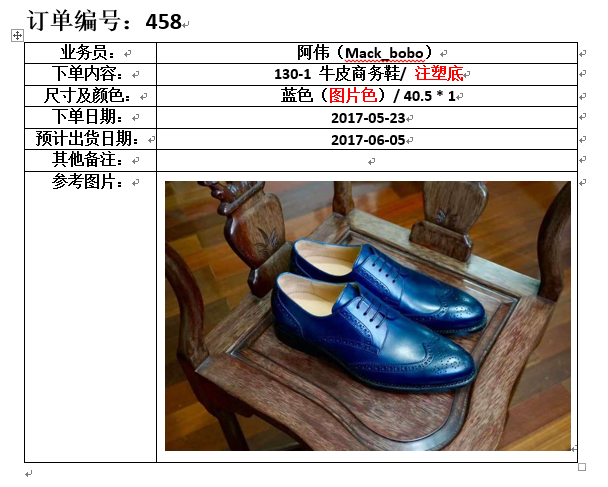 订单编号：458
业务员： 阿伟（Mack_bobo）
下单内容： 130-1 牛皮商务鞋/ 注塑底
尺寸及颜色： 蓝色（图片色）/ 40.5 * 1
下单日期： 2017-05-23
预计出货日期： 2017-06-05
其他备注：
参考图片：